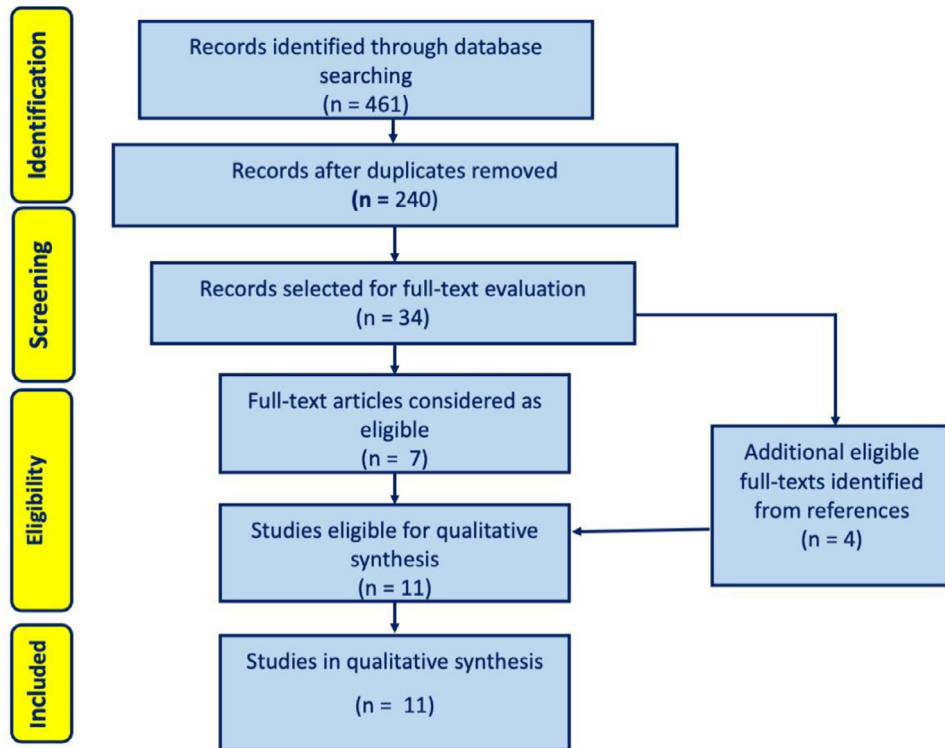 Identification
Records identified through database
searching
(n = 461)
Records after duplicates removed
(n = 240)
Screening
Records selected for full-text evaluation
(n = 34)
Eligibility
Full-text articles considered as
eligible
(n = 7)
Additional eligible
full-texts identified
from references
(n = 4)
Studies eligible for qualitative
synthesis
(n = 11)
Included
Studies in qualitative synthesis
(n = 11)